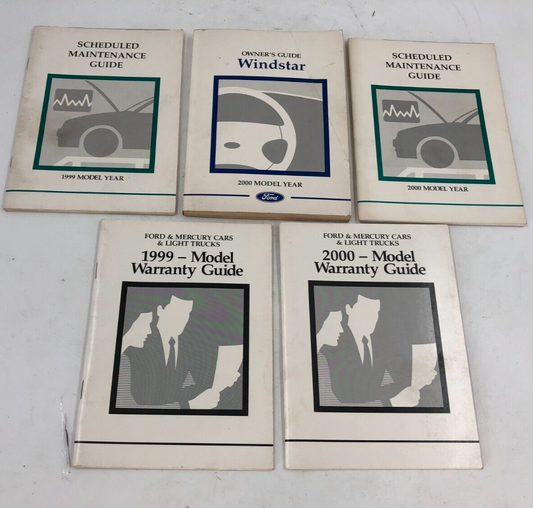 SCHEDULED
MAINTENANCE
GUIDE
1999 MODEL YEAR
OWNER'S GUIDE
Windstar
2000 MODEL YEAR
Ford
SCHEDULED
MAINTENANCE
GUIDE
2000 MODEL YEAR
FORD & MERCURY CARS
& LIGHT TRUCKS
1999 – Model
Warranty Guide
FORD & MERCURY CARS
& LIGHT TRUCKS
2000 – Model
Warranty Guide